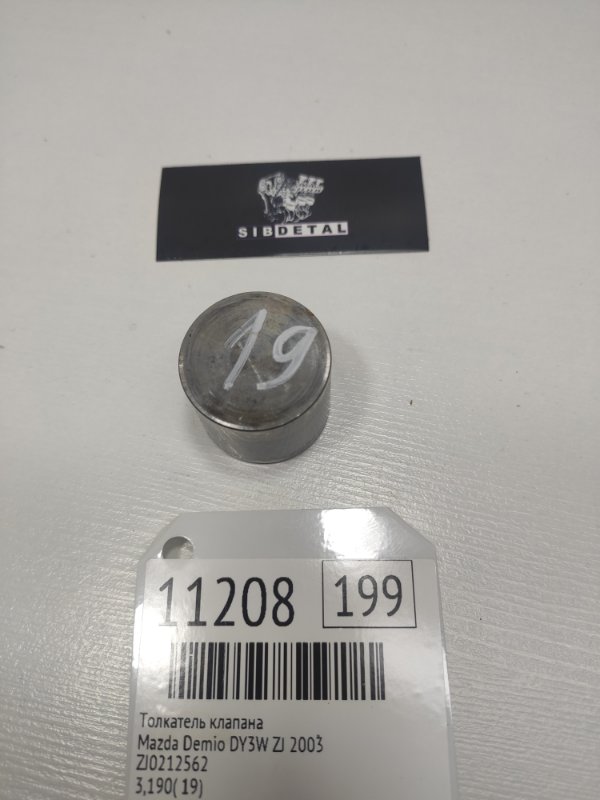 SIBDETAL
19
11208 199
Толкатель клапана
Mazda Demio DY3W ZJ 2003
ZJ0212562
3,190( 19)